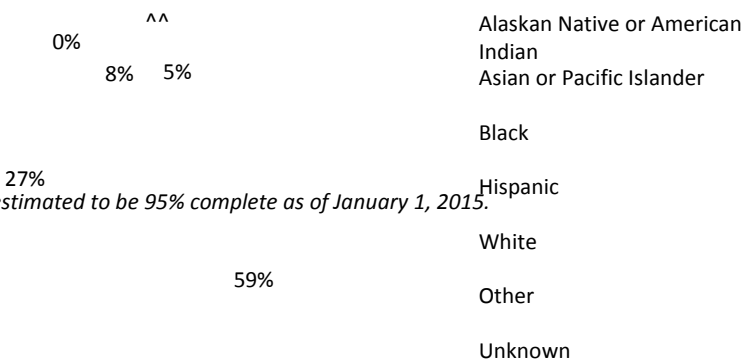 ^^
0%
8% 5%
27%
59%
estimated to be 95% complete as of January 1, 2015.
Alaskan Native or American
Indian
Asian or Pacific Islander
Black
Hispanic
White
Other
Unknown